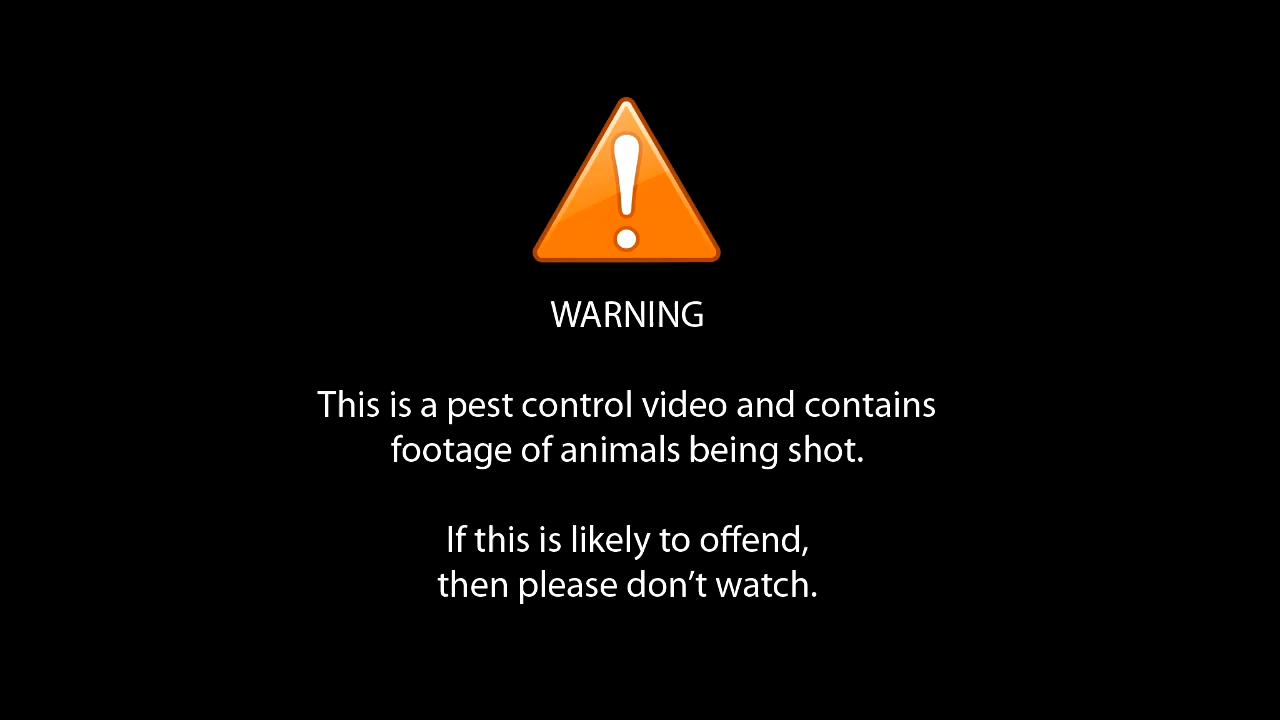 WARNING
This is a pest control video and contains
footage of animals being shot.
If this is likely to offend,
then please don’t watch.